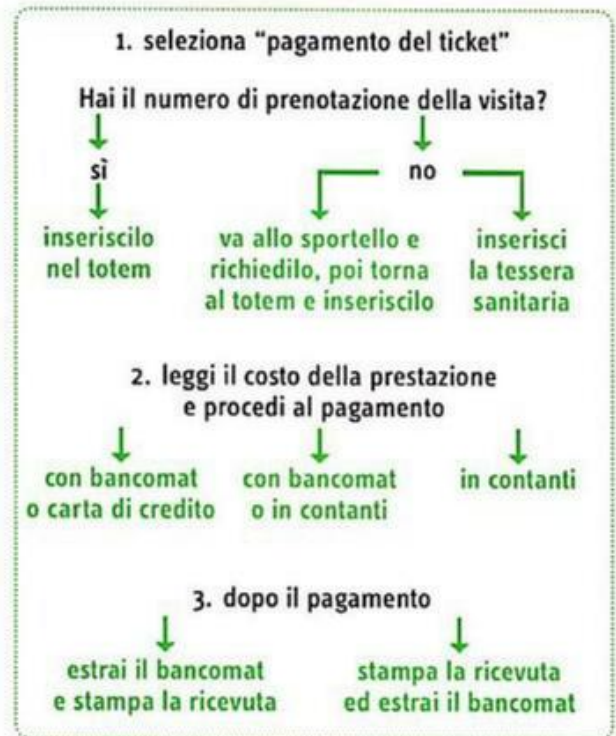 1. seleziona “pagamento del ticket”
Hai il numero di prenotazione della visita?
sì
no
inseriscilo
nel totem
va allo sportello e
richiedilo, poi torna
al totem e inseriscilo
inserisci
la tessera
sanitaria
2. leggi il costo della prestazione
e procedi al pagamento
con bancomat
o carta di credito
con bancomat
o in contanti
in contanti
3. dopo il pagamento
estrai il bancomat
e stampa la ricevuta
stampa la ricevuta
ed estrai il bancomat